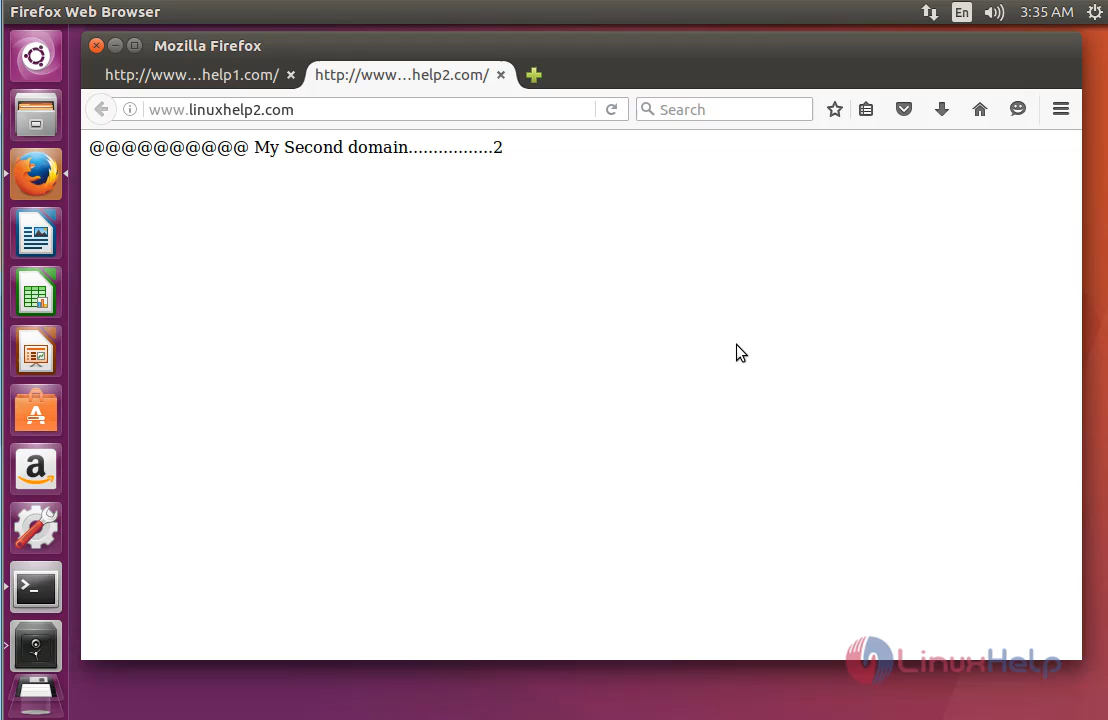 Firefox Web Browser
En
3:35 AM
Mozilla Firefox
http://www...help1.com/
http://www...help2.com/
www.linuxhelp2.com
Search
@@@@@@@@@@ My Second domain.................2
LinuxHelp